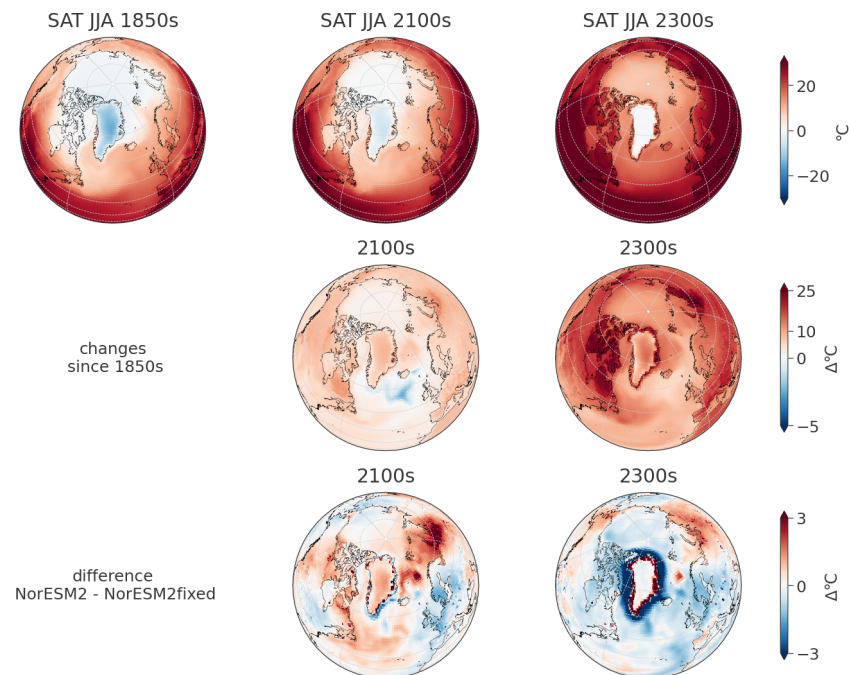 SAT JJA 1850s
SAT JJA 2100s
SAT JJA 2300s
20
0
−20
°C
2100s
2300s
changes
since 1850s
25
10
0
−5
Δ°C
2100s
2300s
difference
NorESM2 - NorESM2fixed
3
0
−3
Δ°C